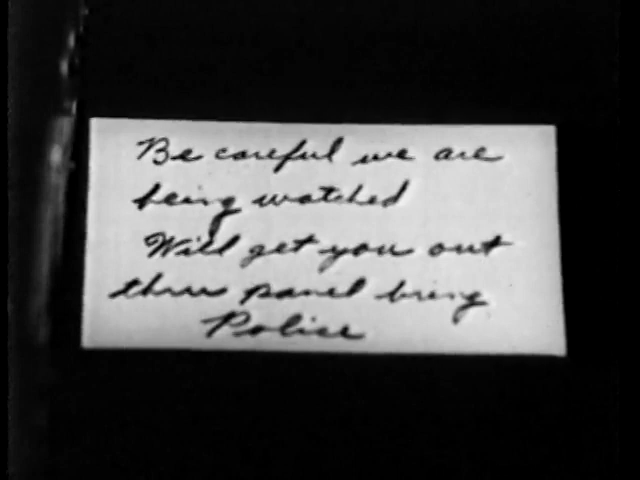 Be careful we are
being watched
Will get you out
thru panel bring
Police